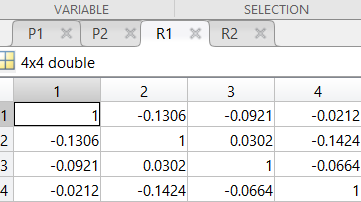 VARIABLE SELECTION
P1 P2 R1 R2
4x4 double
1 2 3 4
1 1 -0.1306 -0.0921 -0.0212
2 -0.1306 1 0.0302 -0.1424
3 -0.0921 0.0302 1 -0.0664
4 -0.0212 -0.1424 -0.0664 1